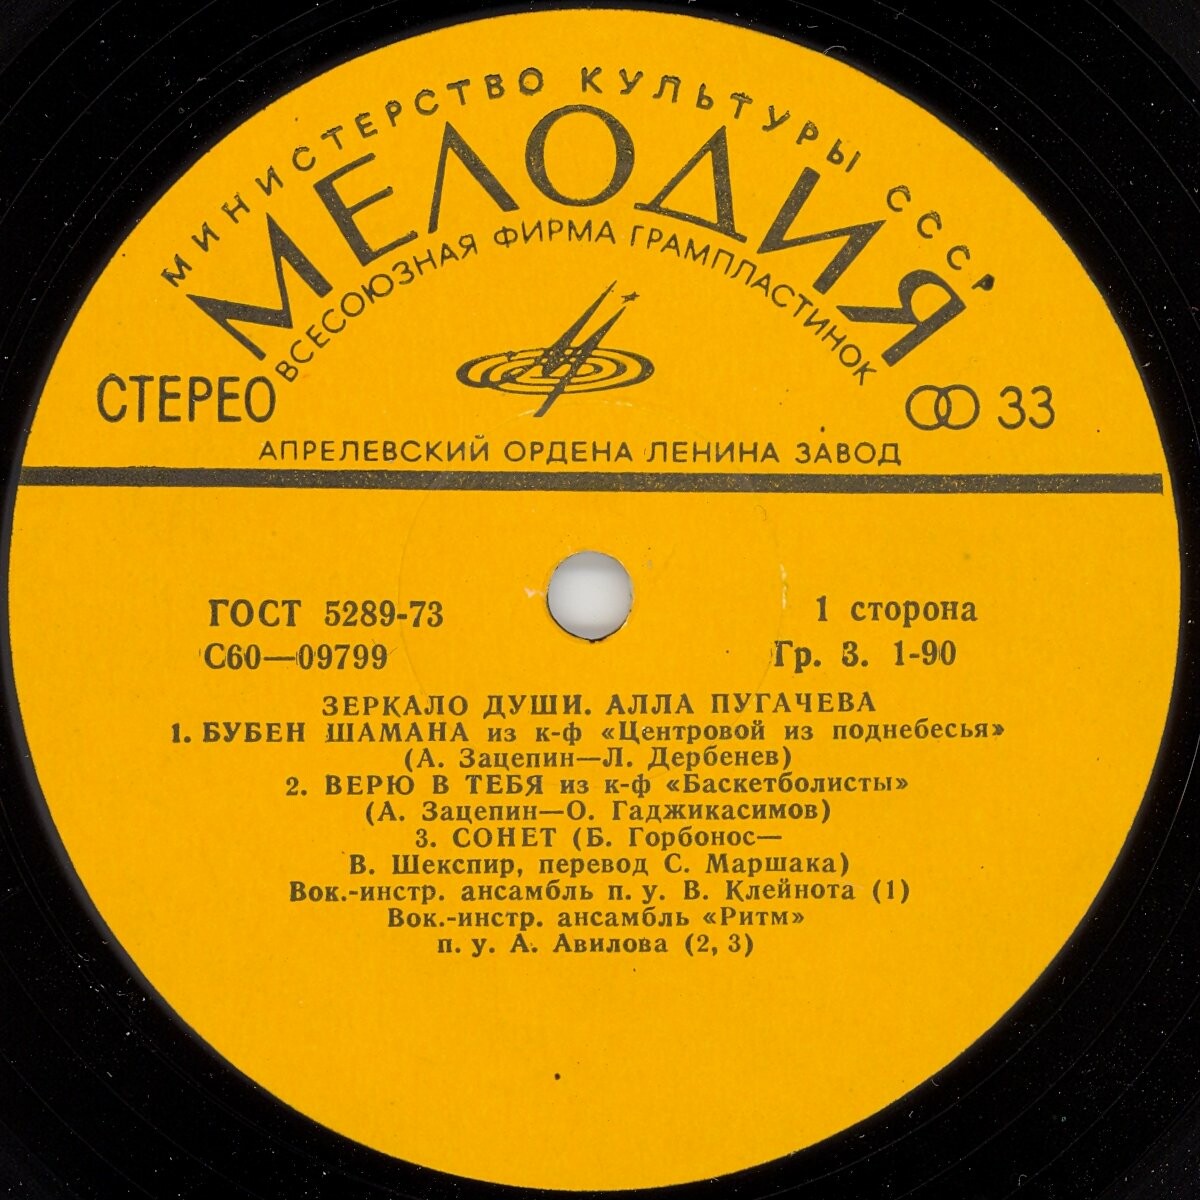 МИНИСТЕРСТВО КУЛЬТУРЫ СССР
МЕЛОДИЯ
ВСЕСОЮЗНАЯ ФИРМА ГРАМПЛАСТИНОК
СТЕРЕО
33
АПРЕЛЕВСКИЙ ОРДЕНА ЛЕНИНА ЗАВОД
ГОСТ 5289-73
1 сторона
С60—09799
Гр. 3. 1-90
ЗЕРКАЛО ДУШИ. АЛЛА ПУГАЧЕВА
1. БУБЕН ШАМАНА из к-ф «Центровой из поднебесья»
(А. Зацепин—Л. Дербенев)
2. ВЕРЮ В ТЕБЯ из к-ф «Баскетболисты»
(А. Зацепин—О. Гаджикасимов)
3. СОНЕТ (Б. Горбонос—
В. Шекспир, перевод С. Маршака)
Вок.-инстр. ансамбль п. у. В. Клейнота (1)
Вок.-инстр. ансамбль «Ритм»
п. у. А. Авилова (2, 3)